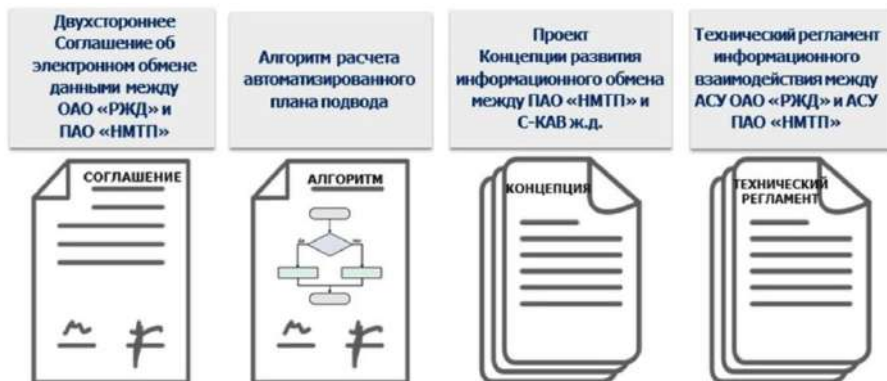 Двухстороннее
Соглашение об
электронном обмене
данными между
ОАО «РЖД» и
ПАО «НМТП»
Алгоритм расчета
автоматизированного
плана подвода
Проект
Концепции развития
информационного обмена
между ПАО «НМТП» и
С-КАВ ж.д.
Технический регламент
информационного
взаимодействия между
АСУ ОАО «РЖД» и АСУ
ПАО «НМТП»
СОГЛАШЕНИЕ
АЛГОРИТМ
КОНЦЕПЦИЯ
ТЕХНИЧЕСКИЙ
РЕГЛАМЕНТ